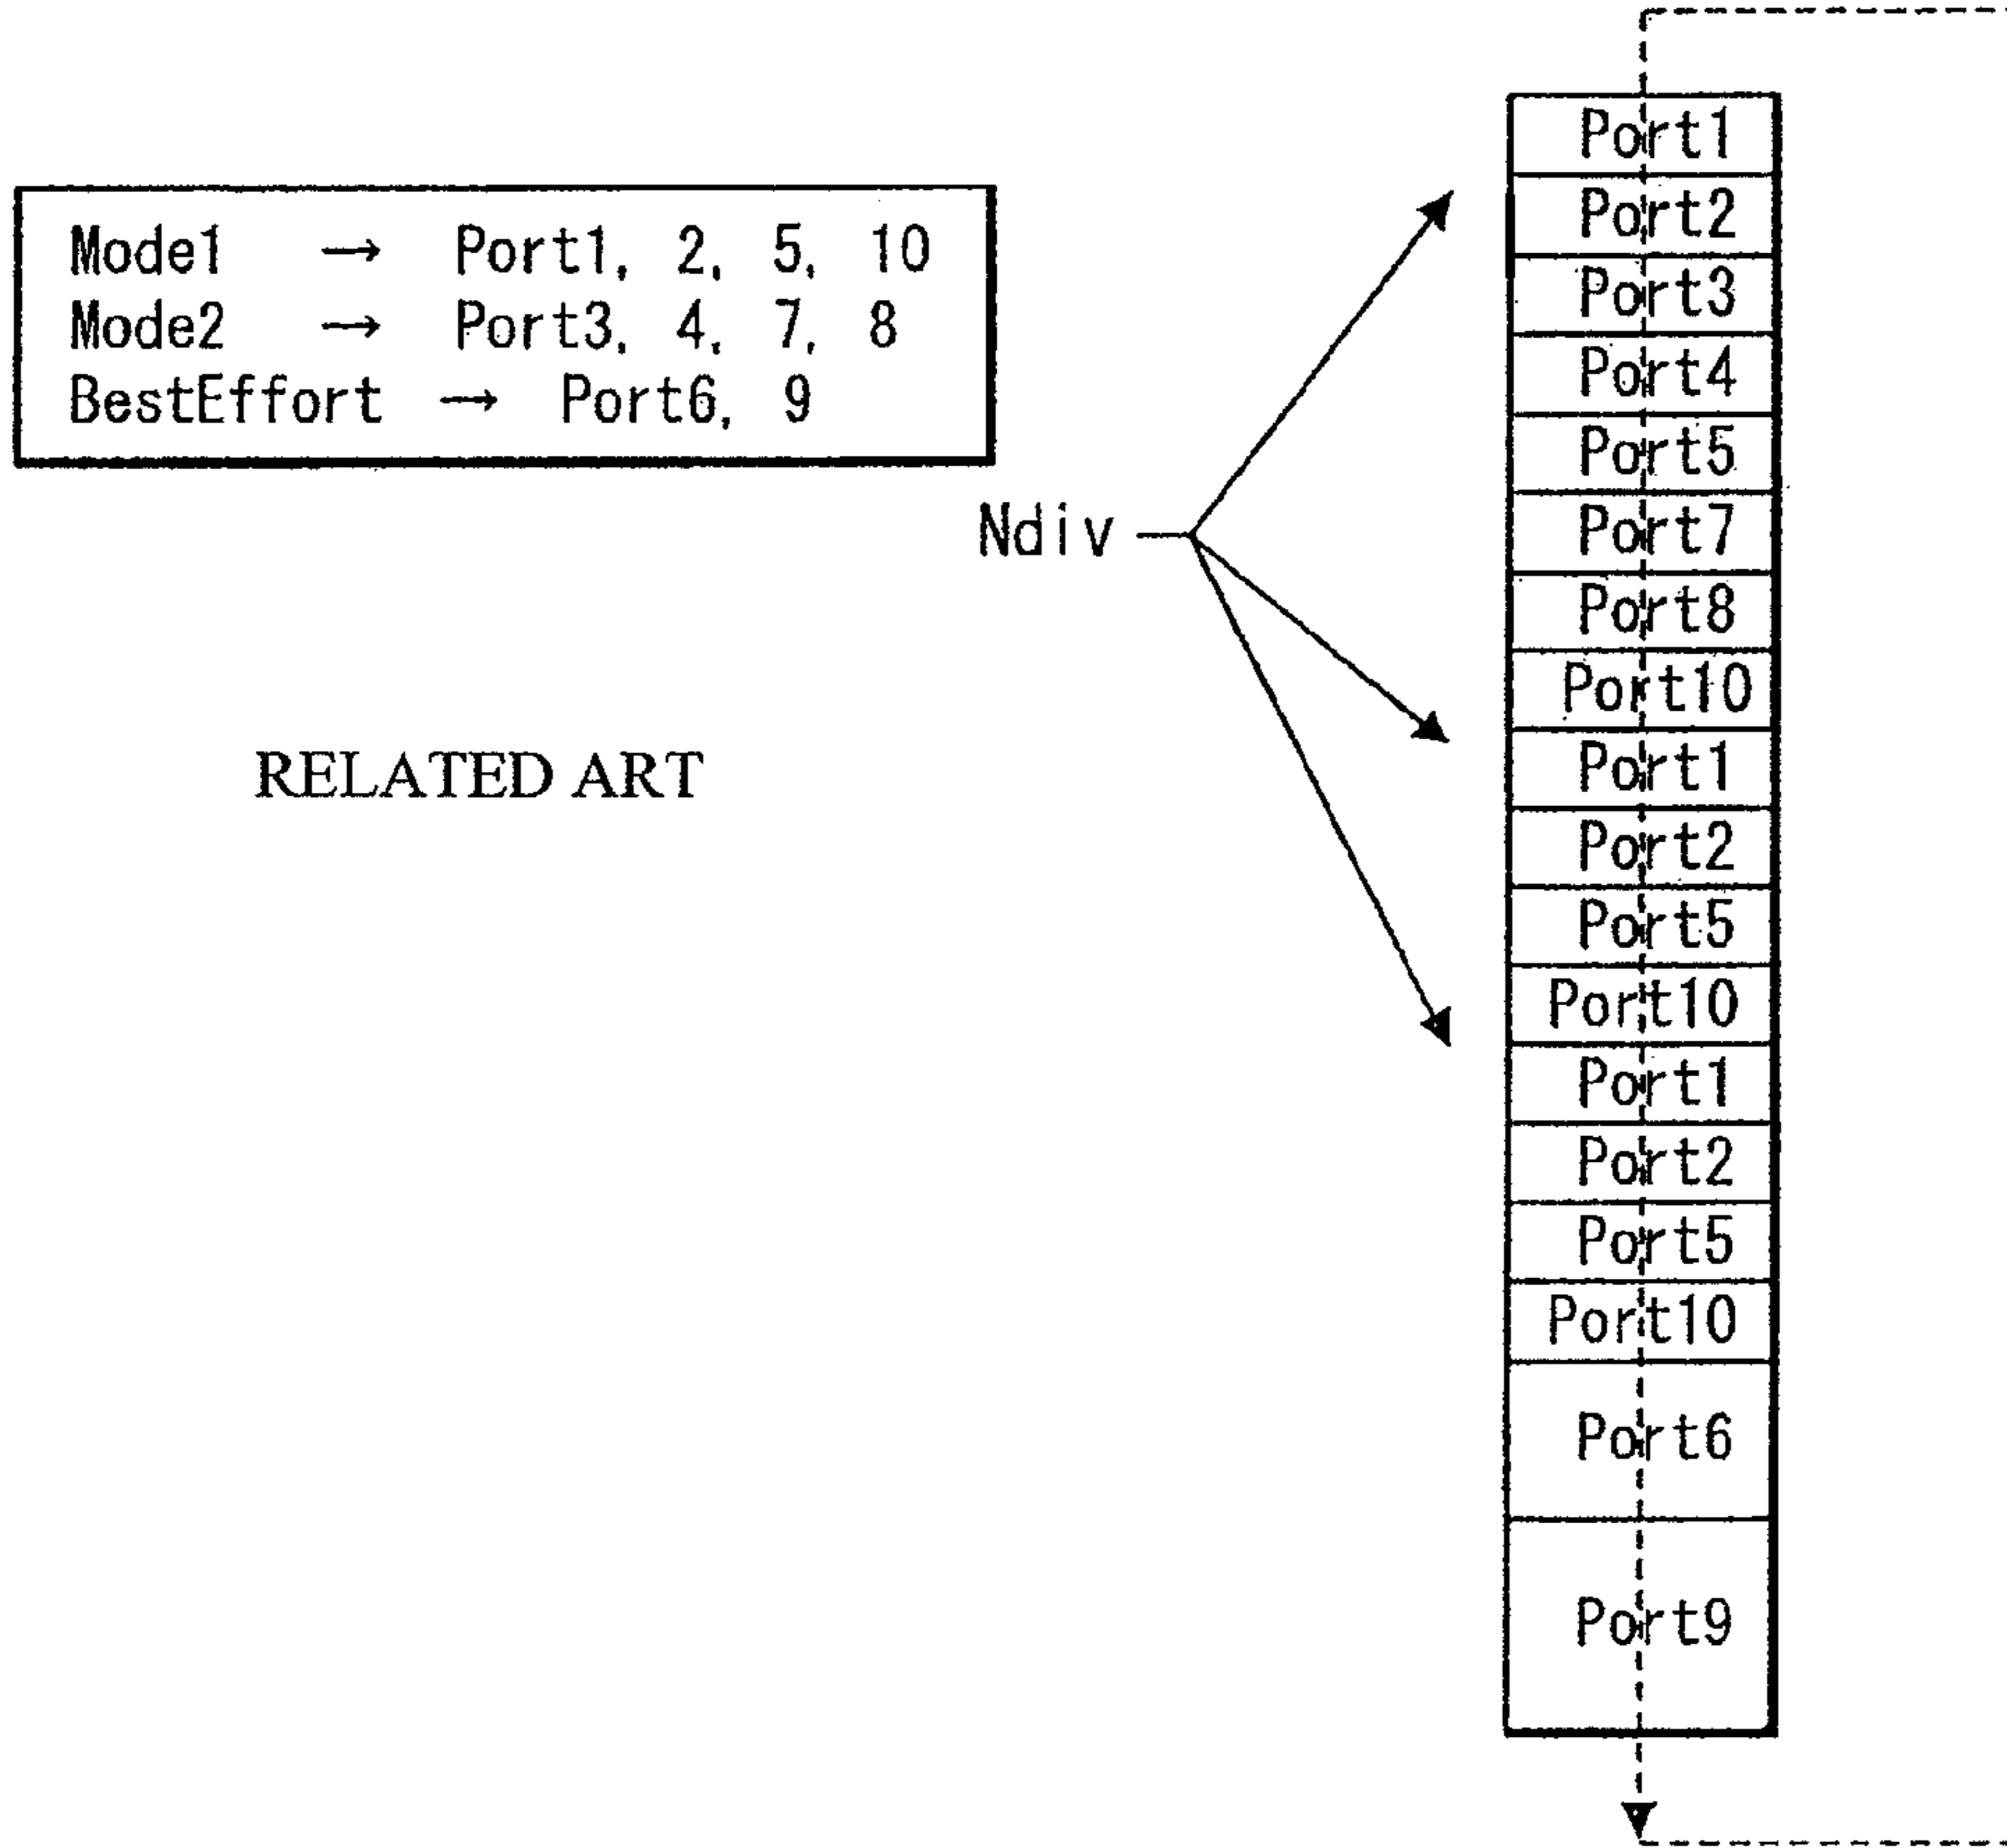 Mode1 → Port1, 2, 5, 10
Mode2 → Port3, 4, 7, 8
BestEffort → Port6, 9
Ndiv
RELATED ART
Port1
Port2
Port3
Port4
Port5
Port7
Port8
Port10
Port1
Port2
Port5
Port10
Port1
Port2
Port5
Port10
Port6
Port9